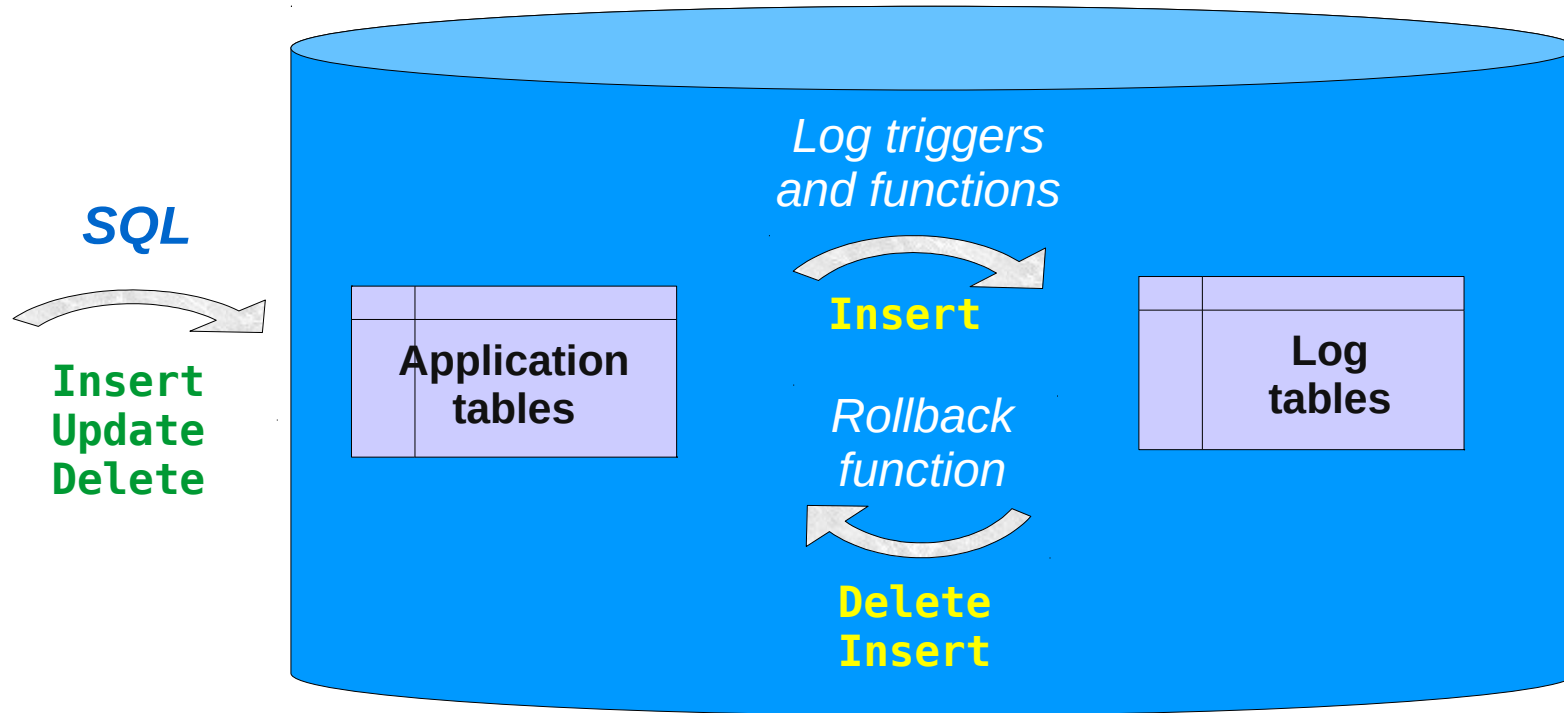 SQL
Insert
Update
Delete
Application
tables
Log triggers
and functions
Insert
Rollback
function
Delete
Insert
Log
tables